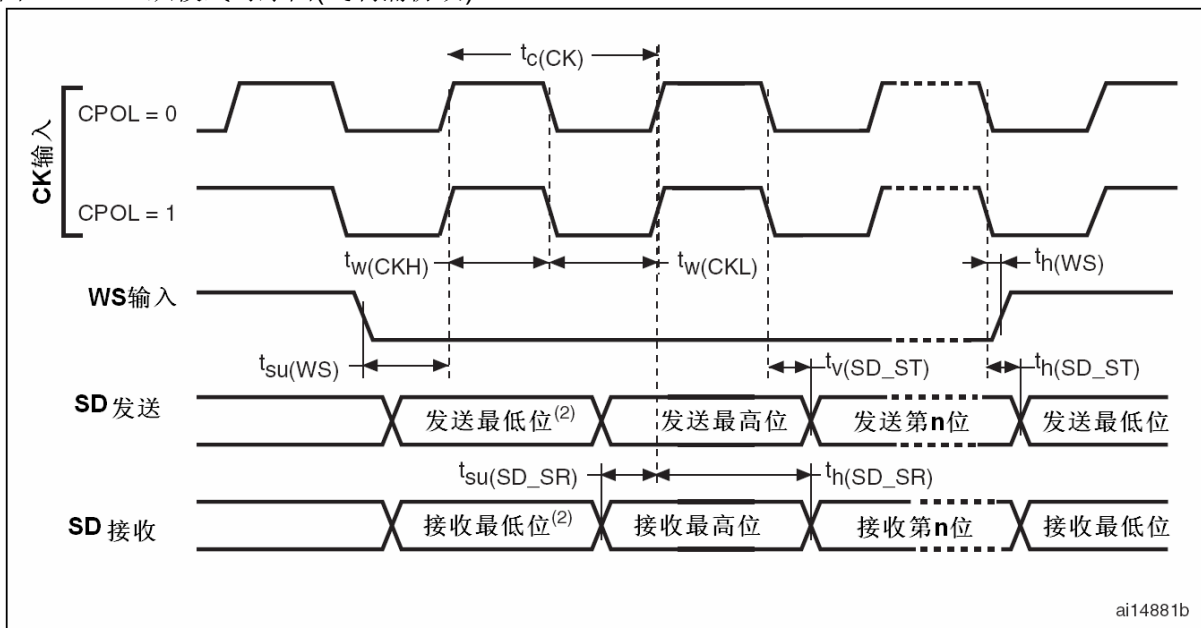 tc(CK)
CK输入
CPOL = 0
CPOL = 1
tw(CKH)
tw(CKL)
th(WS)
WS输入
tsu(WS)
tv(SD_ST)
th(SD_ST)
SD发送
发送最低位(2)
发送最高位
发送第n位
发送最低位
tsu(SD_SR)
th(SD_SR)
SD接收
接收最低位(2)
接收最高位
接收第n位
接收最低位
ai14881b